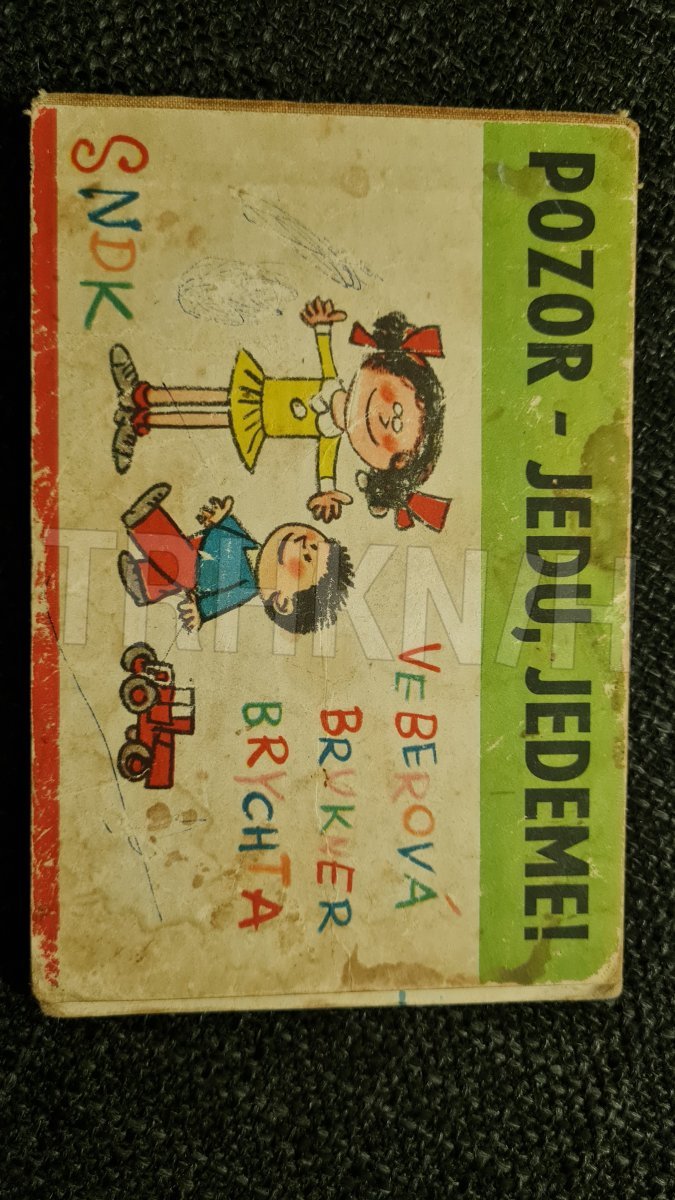 POZOR - JEDU, JEDEME!
VEBEROVÁ
BRUKNER
BRYCHTA
SNDK